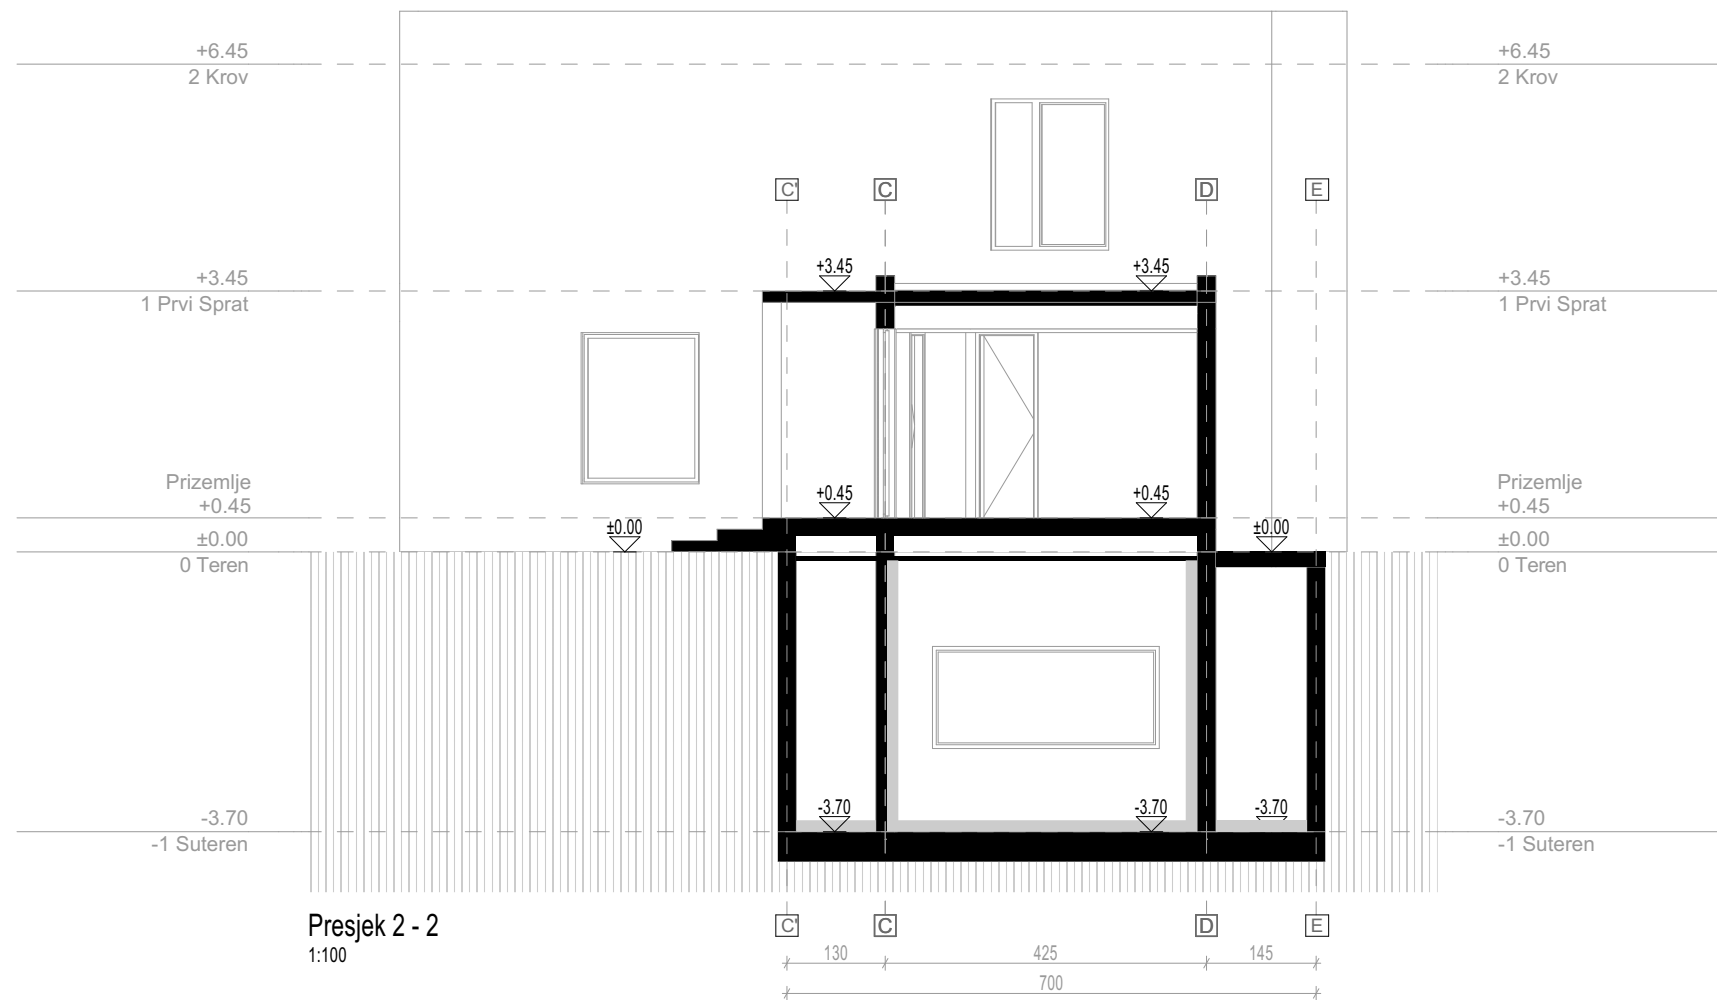 +6.45
2 Krov
+6.45
2 Krov
C' C D E
+3.45
1 Prvi Sprat
+3.45 +3.45
+3.45
1 Prvi Sprat
Prizemlje
+0.45
±0.00
0 Teren
±0.00 +0.45 +0.45 ±0.00
Prizemlje
+0.45
±0.00
0 Teren
-3.70
-1 Suteren
-3.70 -3.70 -3.70
-3.70
-1 Suteren
Presjek 2 - 2
1:100
C' C D E
130 425 145
700